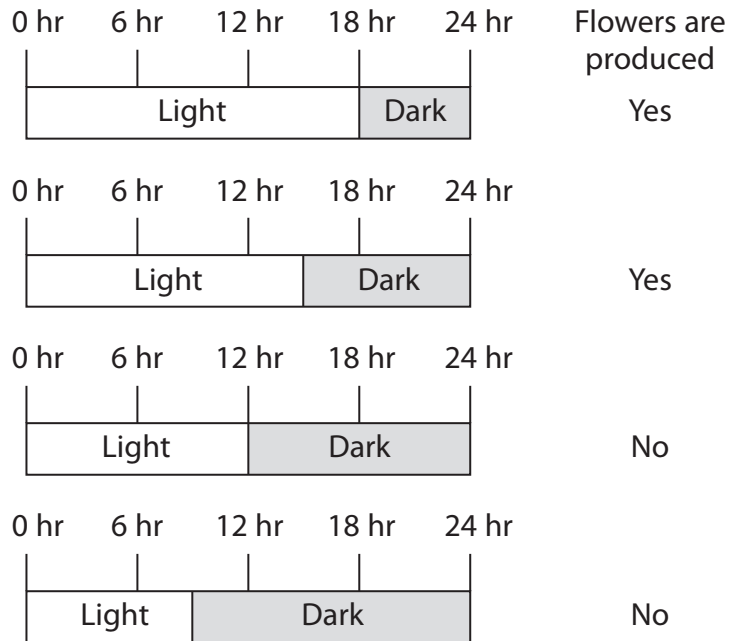 0 hr 6 hr 12 hr 18 hr 24 hr Flowers are
produced
Light Dark Yes
0 hr 6 hr 12 hr 18 hr 24 hr
Light Dark Yes
0 hr 6 hr 12 hr 18 hr 24 hr
Light Dark No
0 hr 6 hr 12 hr 18 hr 24 hr
Light Dark No